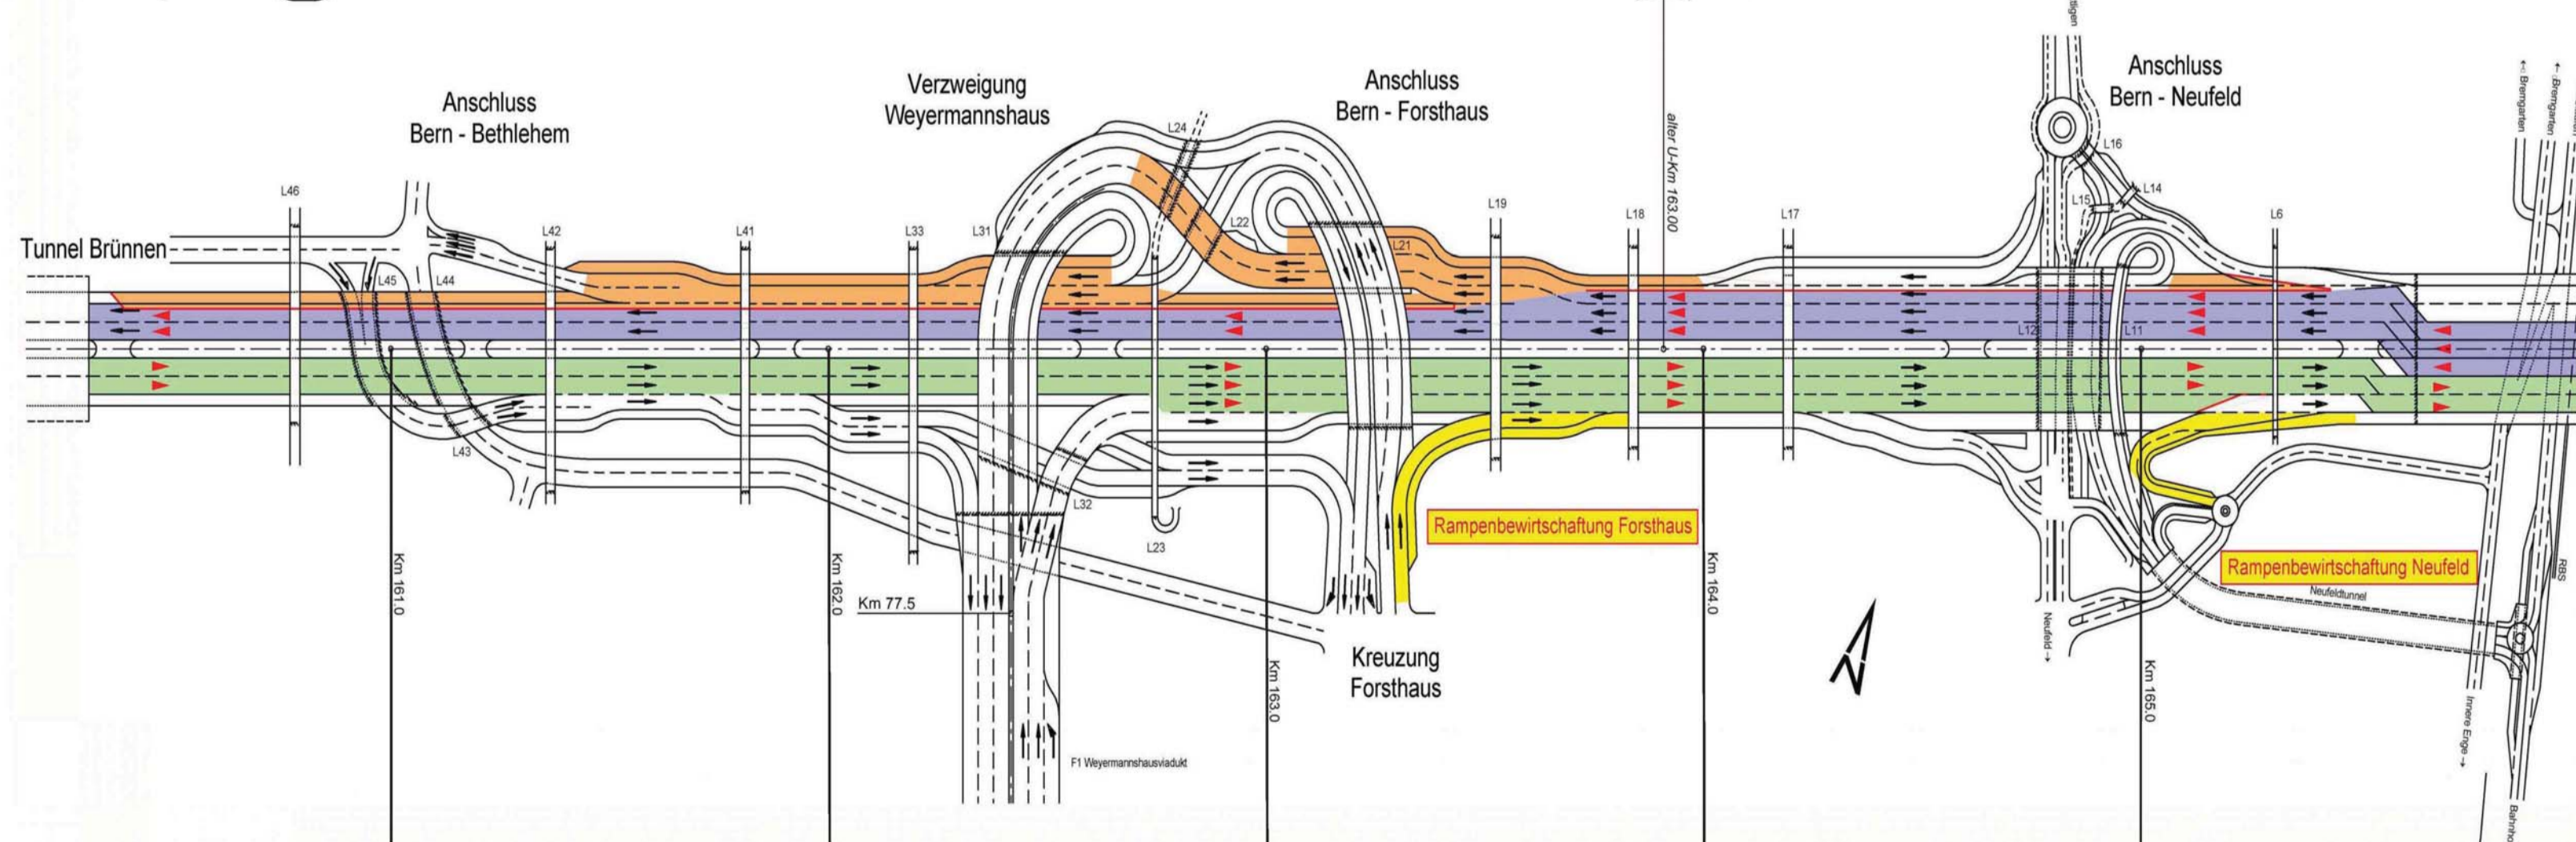 Anschluss
Bern - Bethlehem
Verzweigung
Weyermannshaus
Anschluss
Bern - Forsthaus
Anschluss
Bern - Neufeld
alter U-Km 163.00
Bremgarten
Bremgarten
Tunnel Brünnen
L46
L45
L44
L43
L42
L41
L33
L31
L32
L24
L22
L23
L21
L19
L18
L17
L16
L15
L14
L12
L11
L6
Rampenbewirtschaftung Forsthaus
Rampenbewirtschaftung Neufeld
Neufeldtunnel
RBS
Km 161.0
Km 162.0
Km 77.5
Km 163.0
Km 164.0
Km 165.0
Kreuzung
Forsthaus
Neufeld →
Innere Enge →
F1 Weyermannshausviadukt